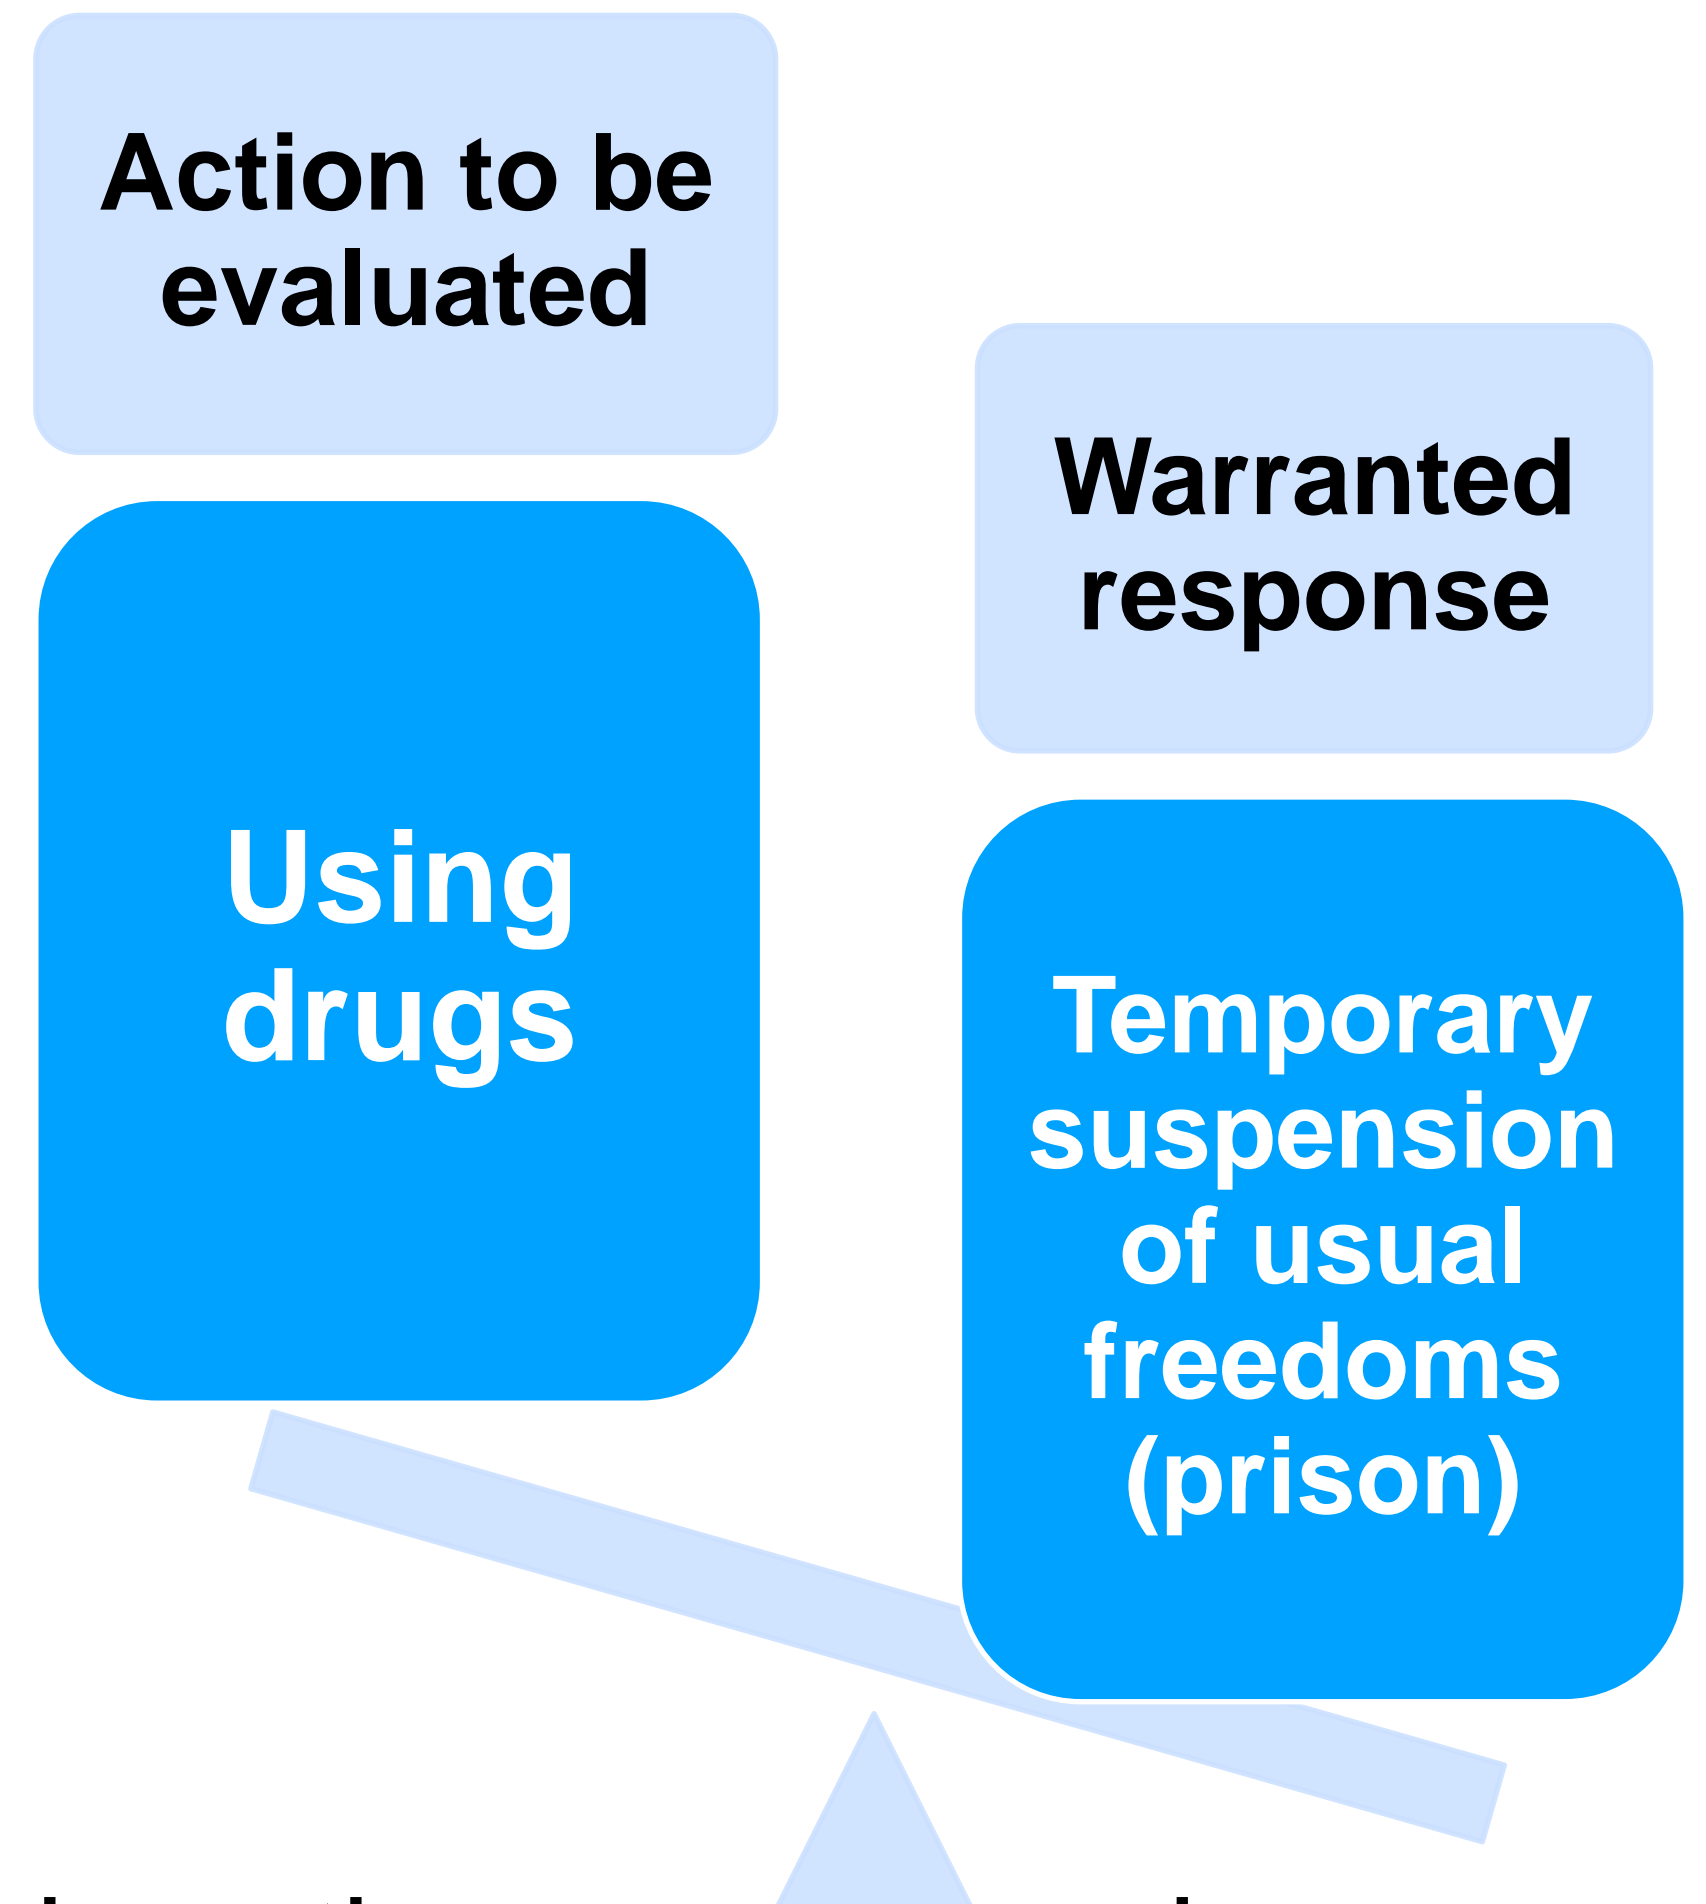 Action to be
evaluated
Warranted
response
Using
drugs
Temporary
suspension
of usual
freedoms
(prison)